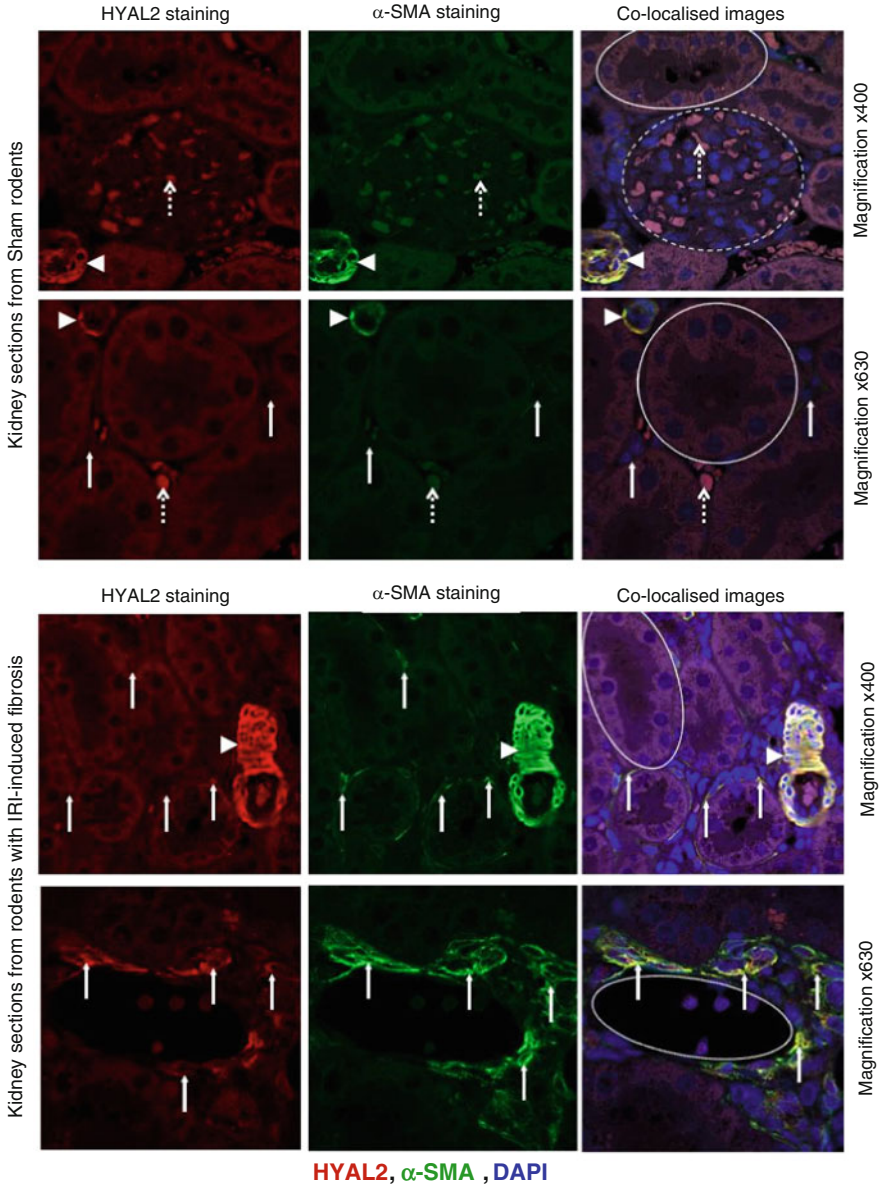 HYAL2 staining
α-SMA staining
Co-localised images
Kidney sections from Sham rodents
Magnification x400
Magnification x630
HYAL2 staining
α-SMA staining
Co-localised images
Kidney sections from rodents with IRI-induced fibrosis
Magnification x400
Magnification x630
HYAL2, α-SMA , DAPI